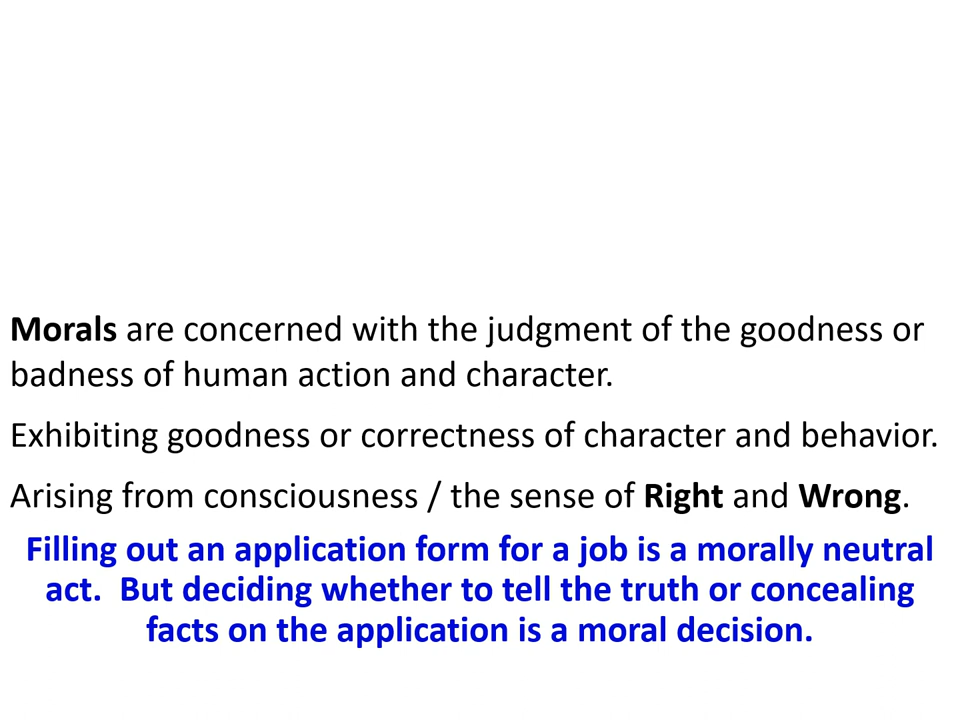 Morals are concerned with the judgment of the goodness or
badness of human action and character.
Exhibiting goodness or correctness of character and behavior.
Arising from consciousness / the sense of Right and Wrong.
Filling out an application form for a job is a morally neutral
act.  But deciding whether to tell the truth or concealing
facts on the application is a moral decision.